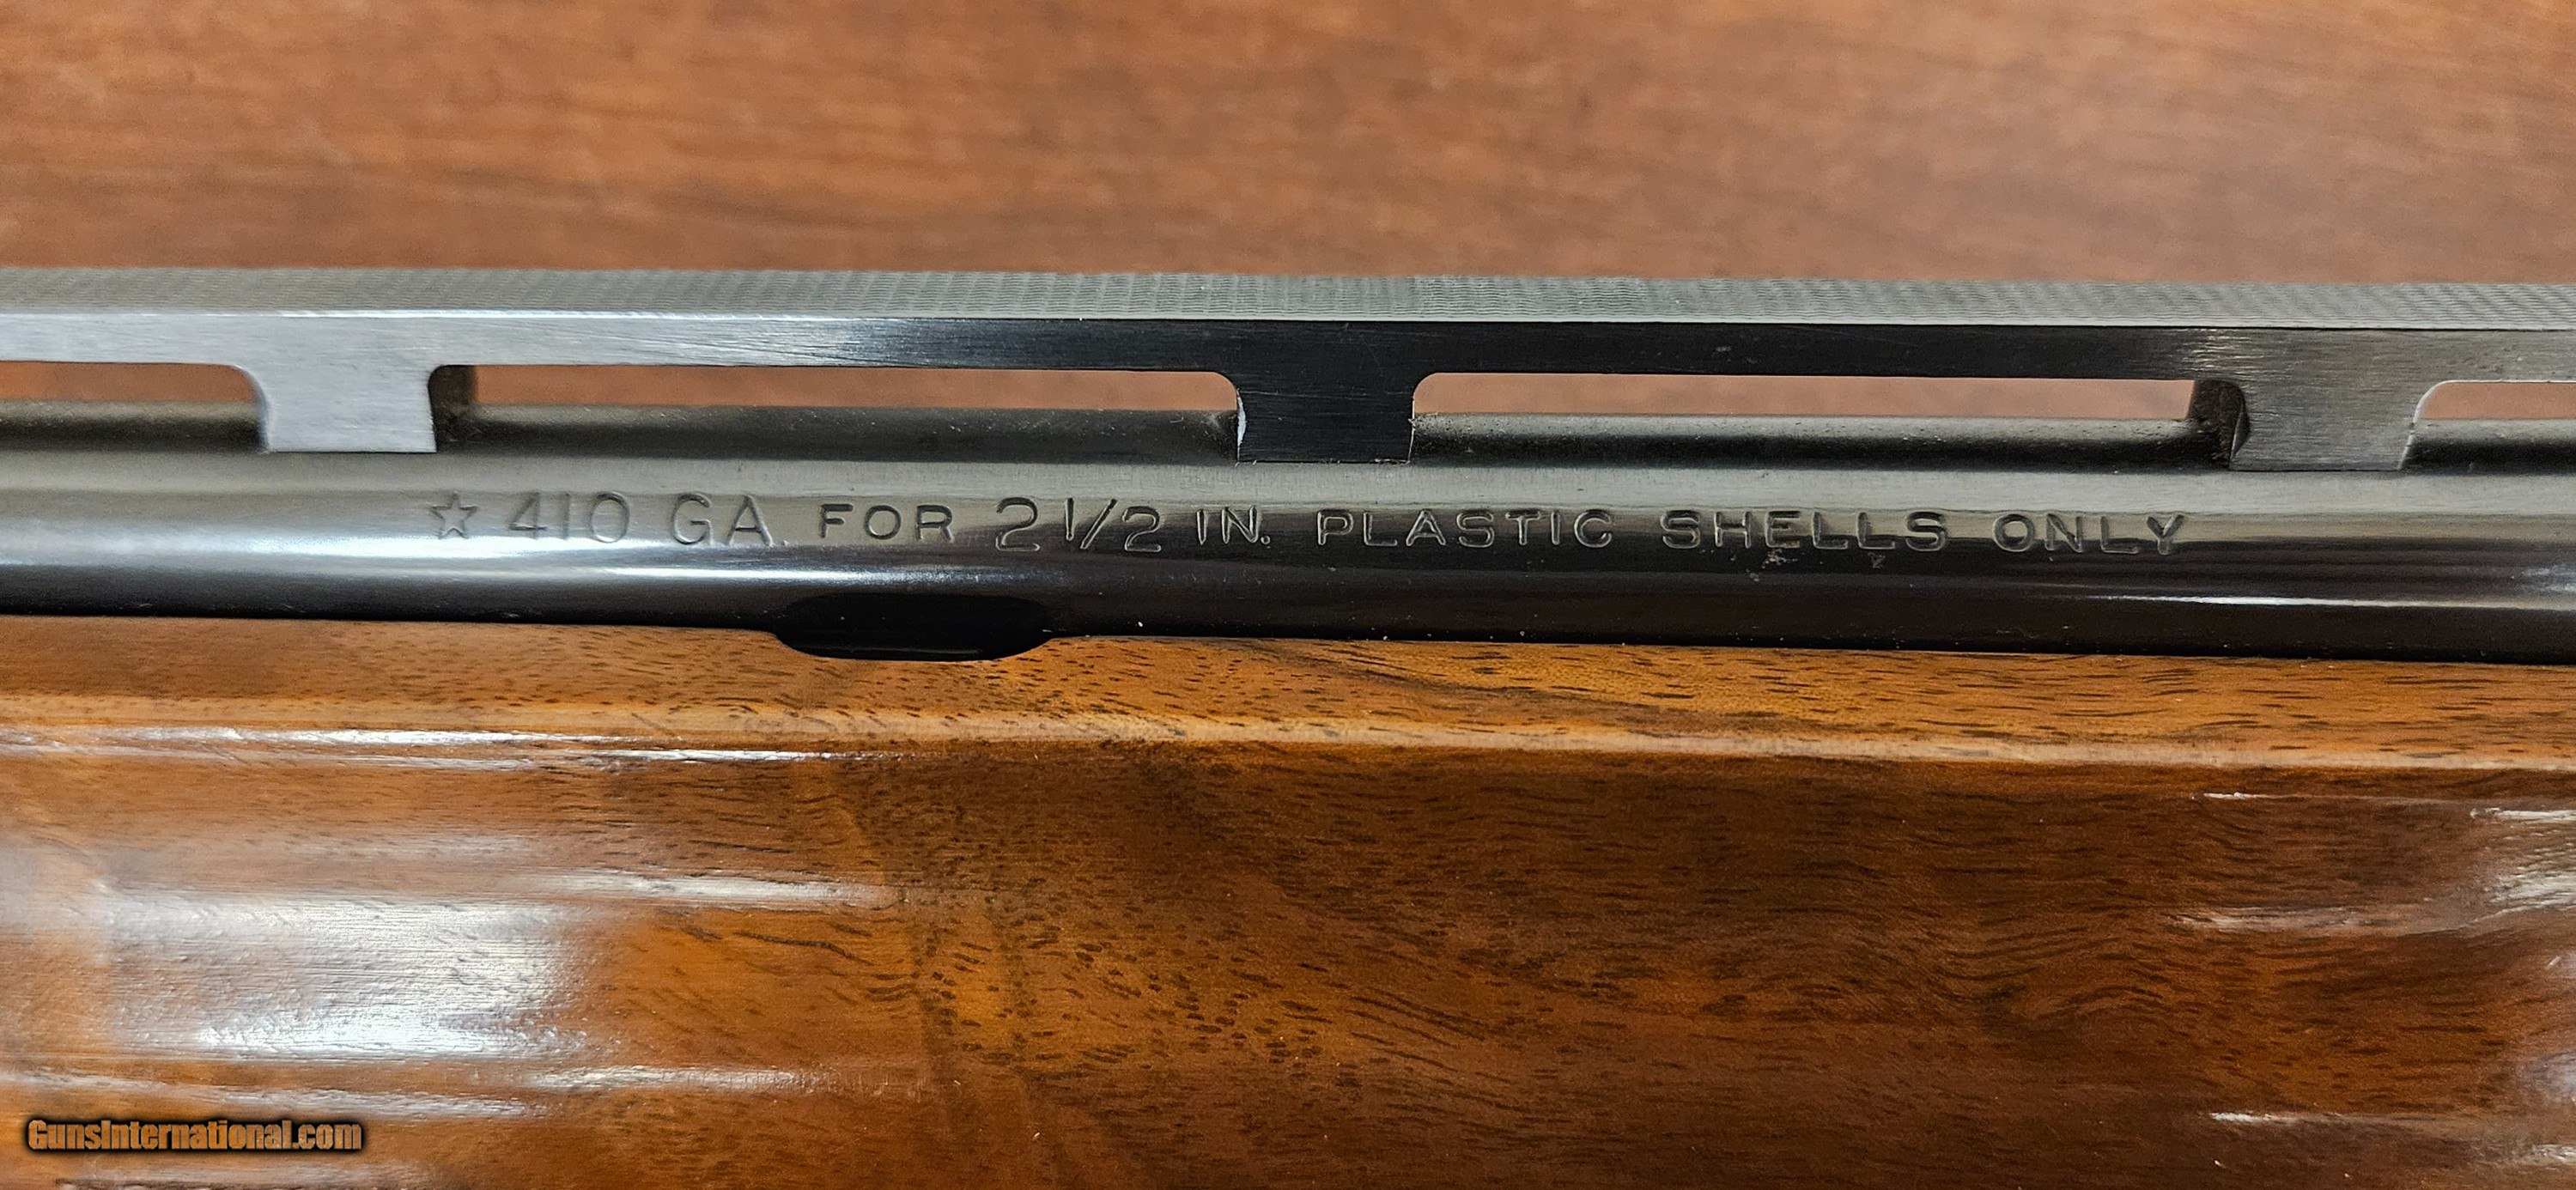 ☆ 410 GA. FOR 2 1/2 IN. PLASTIC SHELLS ONLY
GunsInternational.com